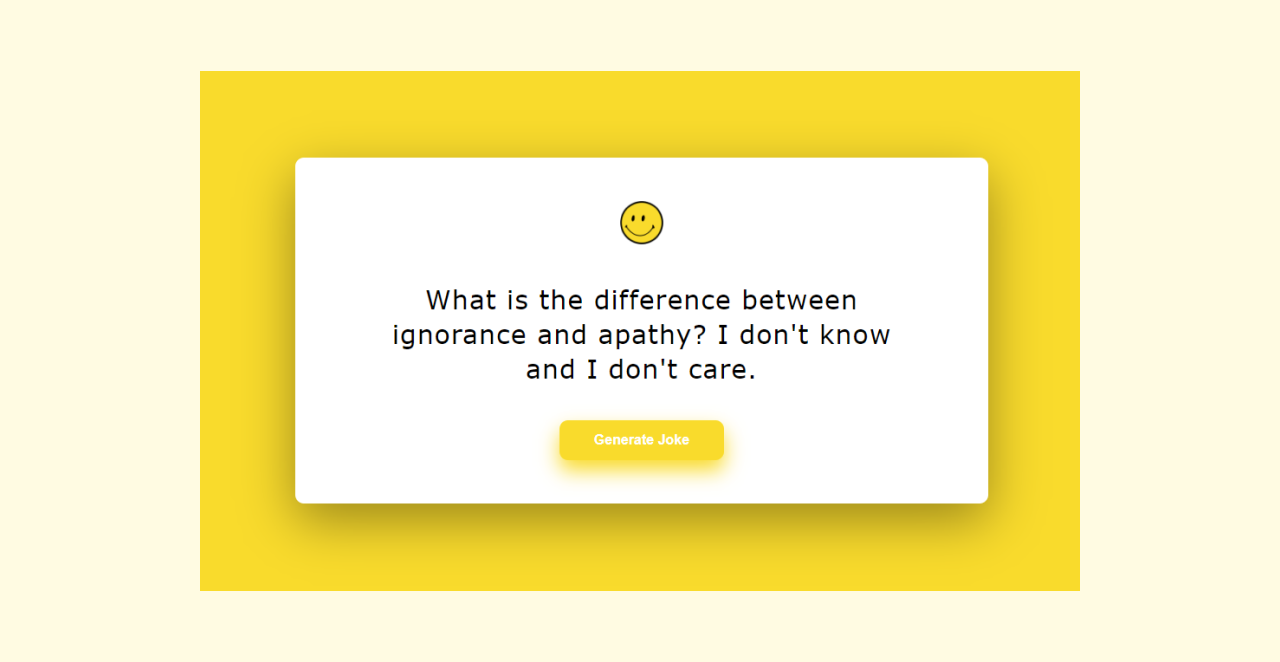 What is the difference between
ignorance and apathy? I don't know
and I don't care.
Generate Joke